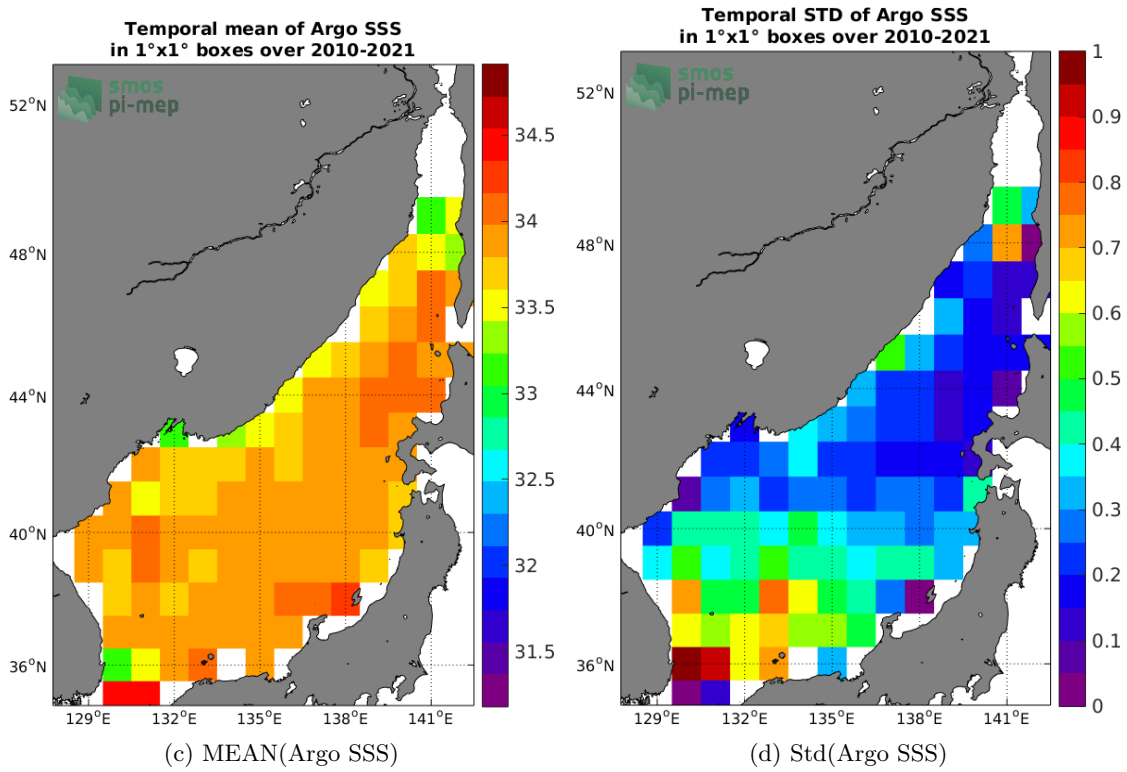 Temporal mean of Argo SSS
in 1°x1° boxes over 2010-2021
smos
pi-mep
52°N
48°N
44°N
40°N
36°N
129°E
132°E
135°E
138°E
141°E
34.5
34
33.5
33
32.5
32
31.5
(c) MEAN(Argo SSS)
Temporal STD of Argo SSS
in 1°x1° boxes over 2010-2021
smos
pi-mep
52°N
48°N
44°N
40°N
36°N
129°E
132°E
135°E
138°E
141°E
1
0.9
0.8
0.7
0.6
0.5
0.4
0.3
0.2
0.1
0
(d) Std(Argo SSS)